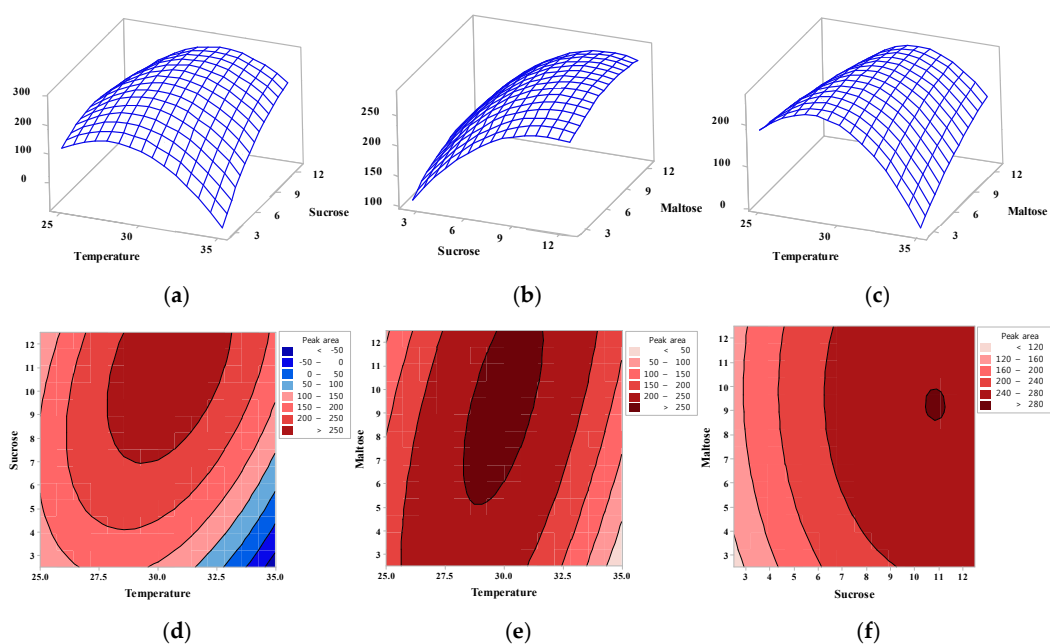 300
200
100
0
25
30
35
Temperature
3
6
9
12
Sucrose
(a)
250
200
150
100
3
6
9
12
Sucrose
3
6
9
12
Maltose
(b)
200
100
0
25
30
35
Temperature
3
6
9
12
Maltose
(c)
12
11
10
9
8
7
6
5
4
3
Sucrose
25.0 27.5 30.0 32.5 35.0
Temperature
Peak area
< -50
-50 – 0
0 – 50
50 – 100
100 – 150
150 – 200
200 – 250
> 250
(d)
12
11
10
9
8
7
6
5
4
3
Maltose
25.0 27.5 30.0 32.5 35.0
Temperature
Peak area
< 50
50 – 100
100 – 150
150 – 200
200 – 250
> 250
(e)
12
11
10
9
8
7
6
5
4
3
Maltose
3 4 5 6 7 8 9 10 11 12
Sucrose
Peak area
< 120
120 – 160
160 – 200
200 – 240
240 – 280
> 280
(f)